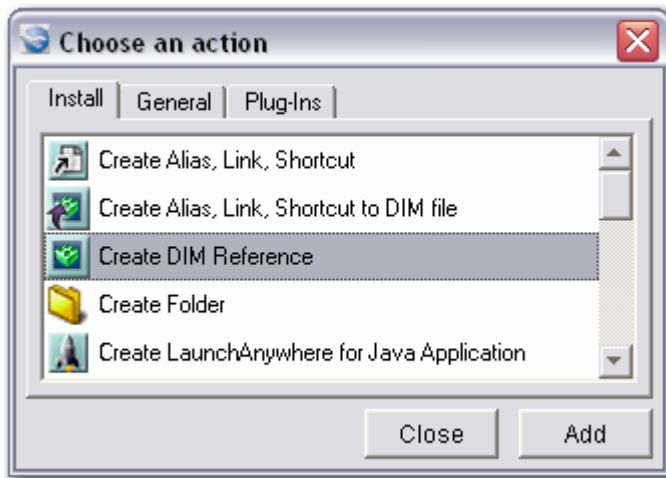 Choose an action
Install General Plug-Ins
Create Alias, Link, Shortcut
Create Alias, Link, Shortcut to DIM file
Create DIM Reference
Create Folder
Create LaunchAnywhere for Java Application
Close Add